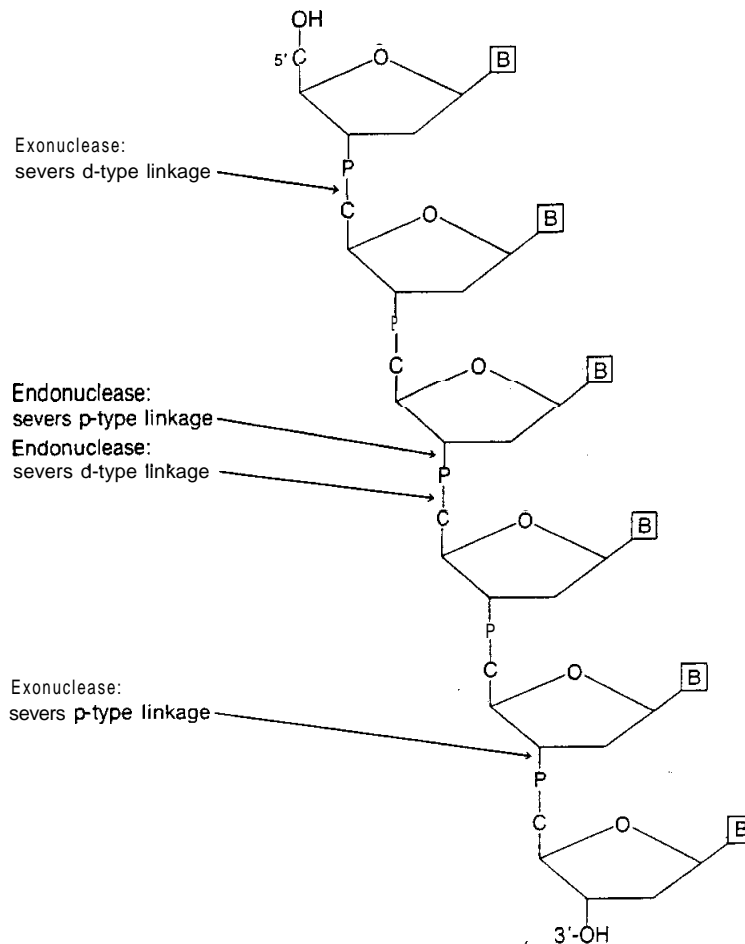 OH
5' C
O
B
Exonuclease:
severs d-type linkage
P
C
O
B
P
C
O
B
Endonuclease:
severs p-type linkage
Endonuclease:
severs d-type linkage
P
C
O
B
P
C
O
B
Exonuclease:
severs p-type linkage
P
C
O
B
3'-OH